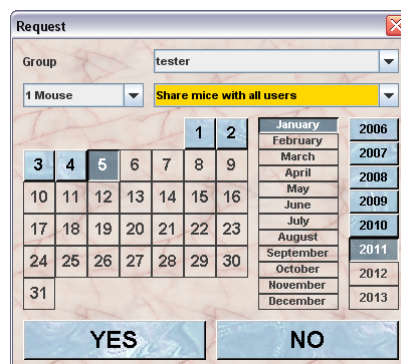 Request
Group tester
1 Mouse Share mice with all users
1 2
3 4 5 6 7 8 9
10 11 12 13 14 15 16
17 18 19 20 21 22 23
24 25 26 27 28 29 30
31
January
February
March
April
May
June
July
August
September
October
November
December
2006
2007
2008
2009
2010
2011
2012
2013
YES NO